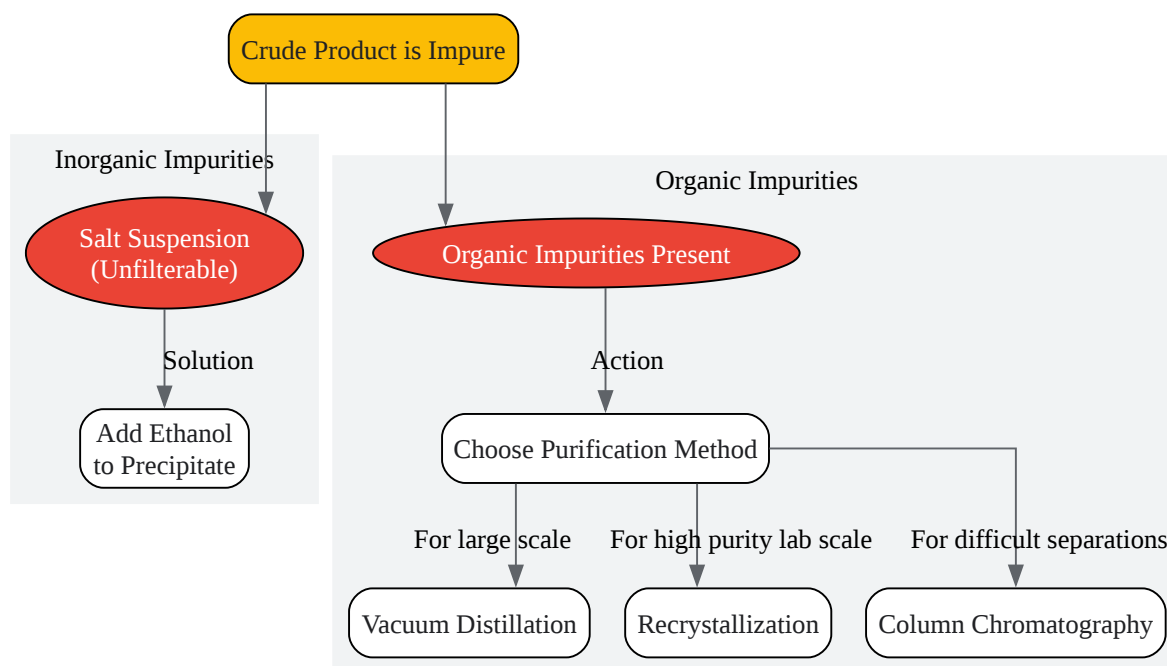 Crude Product is Impure
Inorganic Impurities
Organic Impurities
Salt Suspension
(Unfilterable)
Organic Impurities Present
Solution
Action
Add Ethanol
to Precipitate
Choose Purification Method
For large scale
For high purity lab scale
For difficult separations
Vacuum Distillation
Recrystallization
Column Chromatography